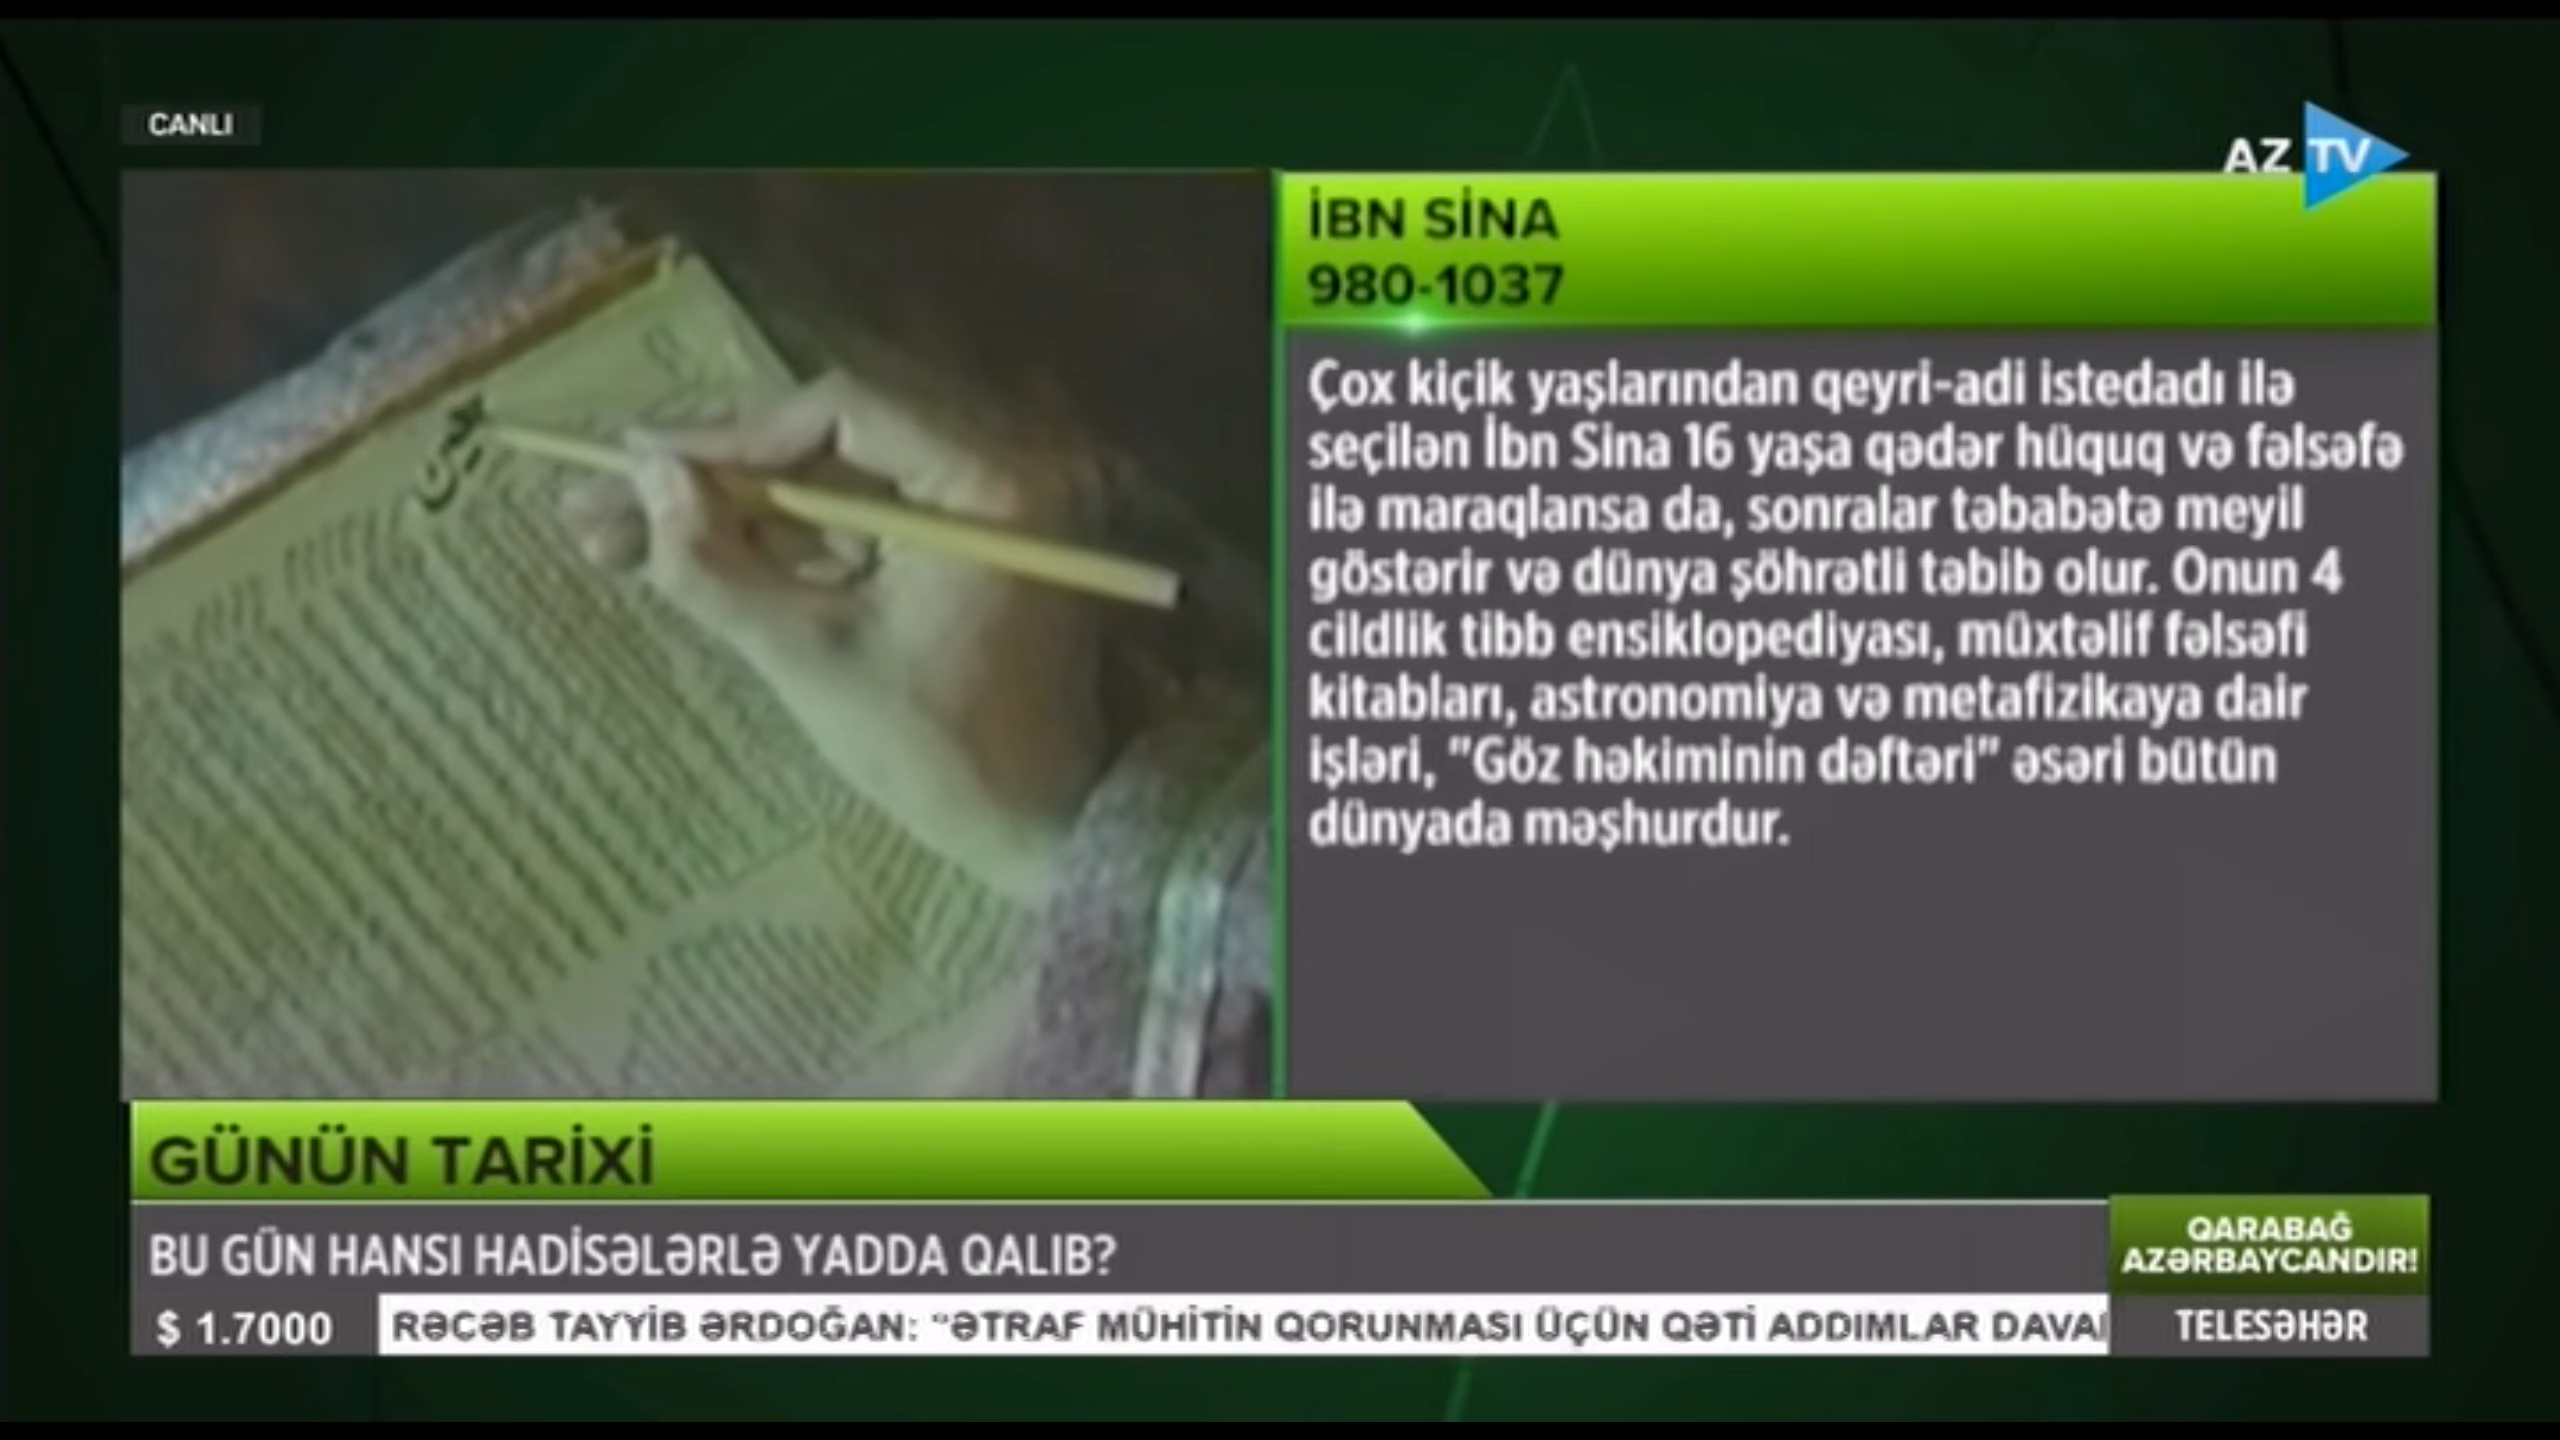 CANLI
AZTV
İBN SİNA
980-1037
Çox kiçik yaşlarından qeyri-adi istedadı ilə
seçilən İbn Sina 16 yaşa qədər hüquq və fəlsəfə
ilə maraqlansa da, sonralar təbabətə meyil
göstərir və dünya şöhrətli təbib olur. Onun 4
cildlik tibb ensiklopediyası, müxtəlif fəlsəfi
kitabları, astronomiya və metafizikaya dair
işləri, "Göz həkiminin dəftəri" əsəri bütün
dünyada məşhurdur.
GÜNÜN TARİXİ
BU GÜN HANSI HADİSƏLƏRLƏ YADDA QALIB?
QARABAĞ
AZƏRBAYCANDIR!
$ 1.7000
RƏCƏB TAYYİB ƏRDOĞAN: “ƏTRAF MÜHİTİN QORUNMASI ÜÇÜN QƏTİ ADDIMLAR
TELESƏHƏR